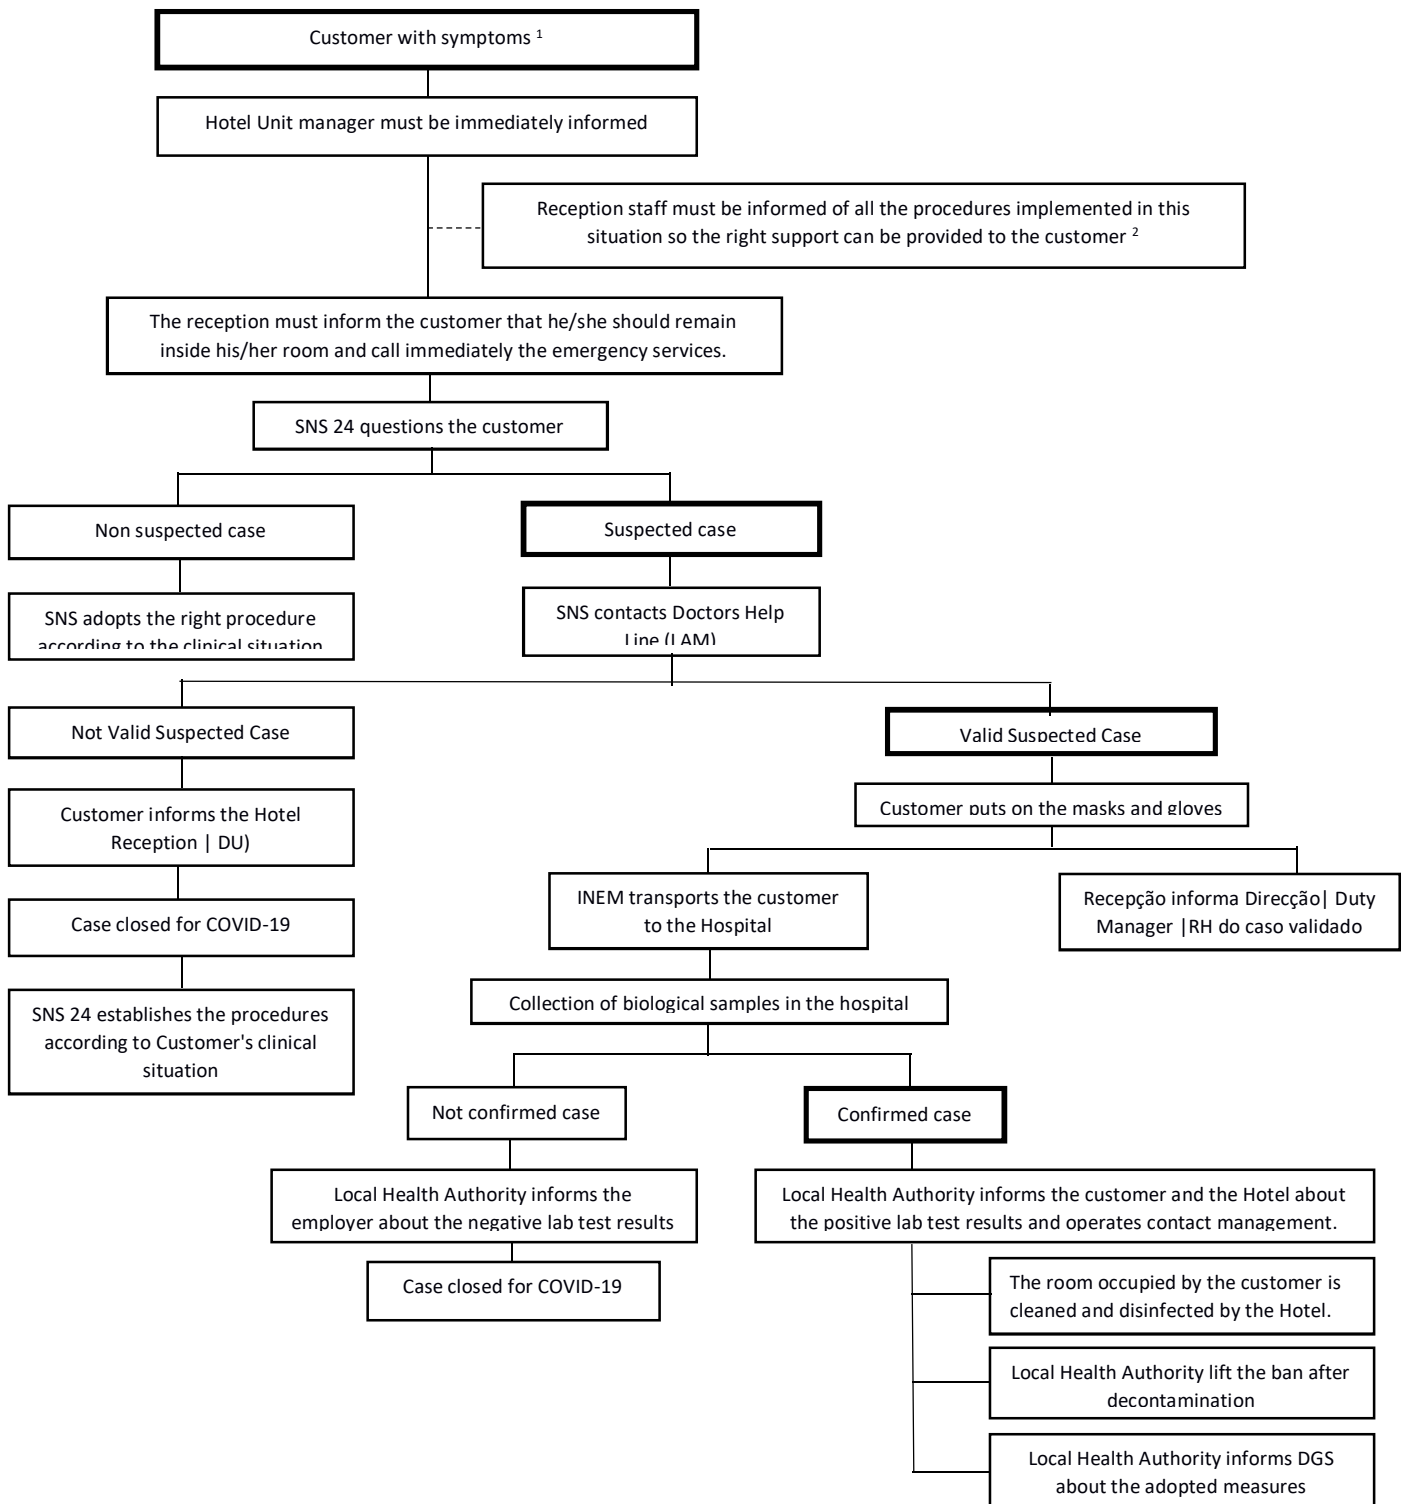 Customer with symptoms ¹
Hotel Unit manager must be immediately informed
Reception staff must be informed of all the procedures implemented in this
situation so the right support can be provided to the customer ²
The reception must inform the customer that he/she should remain
inside his/her room and call immediately the emergency services.
SNS 24 questions the customer
Non suspected case
Suspected case
SNS adopts the right procedure
according to the clinical situation
SNS contacts Doctors Help
Line (LAM)
Not Valid Suspected Case
Valid Suspected Case
Customer informs the Hotel
Reception | DU)
Customer puts on the masks and gloves
Case closed for COVID-19
INEM transports the customer
to the Hospital
Recepção informa Direcção| Duty
Manager |RH do caso validado
SNS 24 establishes the procedures
according to Customer's clinical
situation
Collection of biological samples in the hospital
Not confirmed case
Confirmed case
Local Health Authority informs the
employer about the negative lab test results
Local Health Authority informs the customer and the Hotel about
the positive lab test results and operates contact management.
Case closed for COVID-19
The room occupied by the customer is
cleaned and disinfected by the Hotel.
Local Health Authority lift the ban after
decontamination
Local Health Authority informs DGS
about the adopted measures